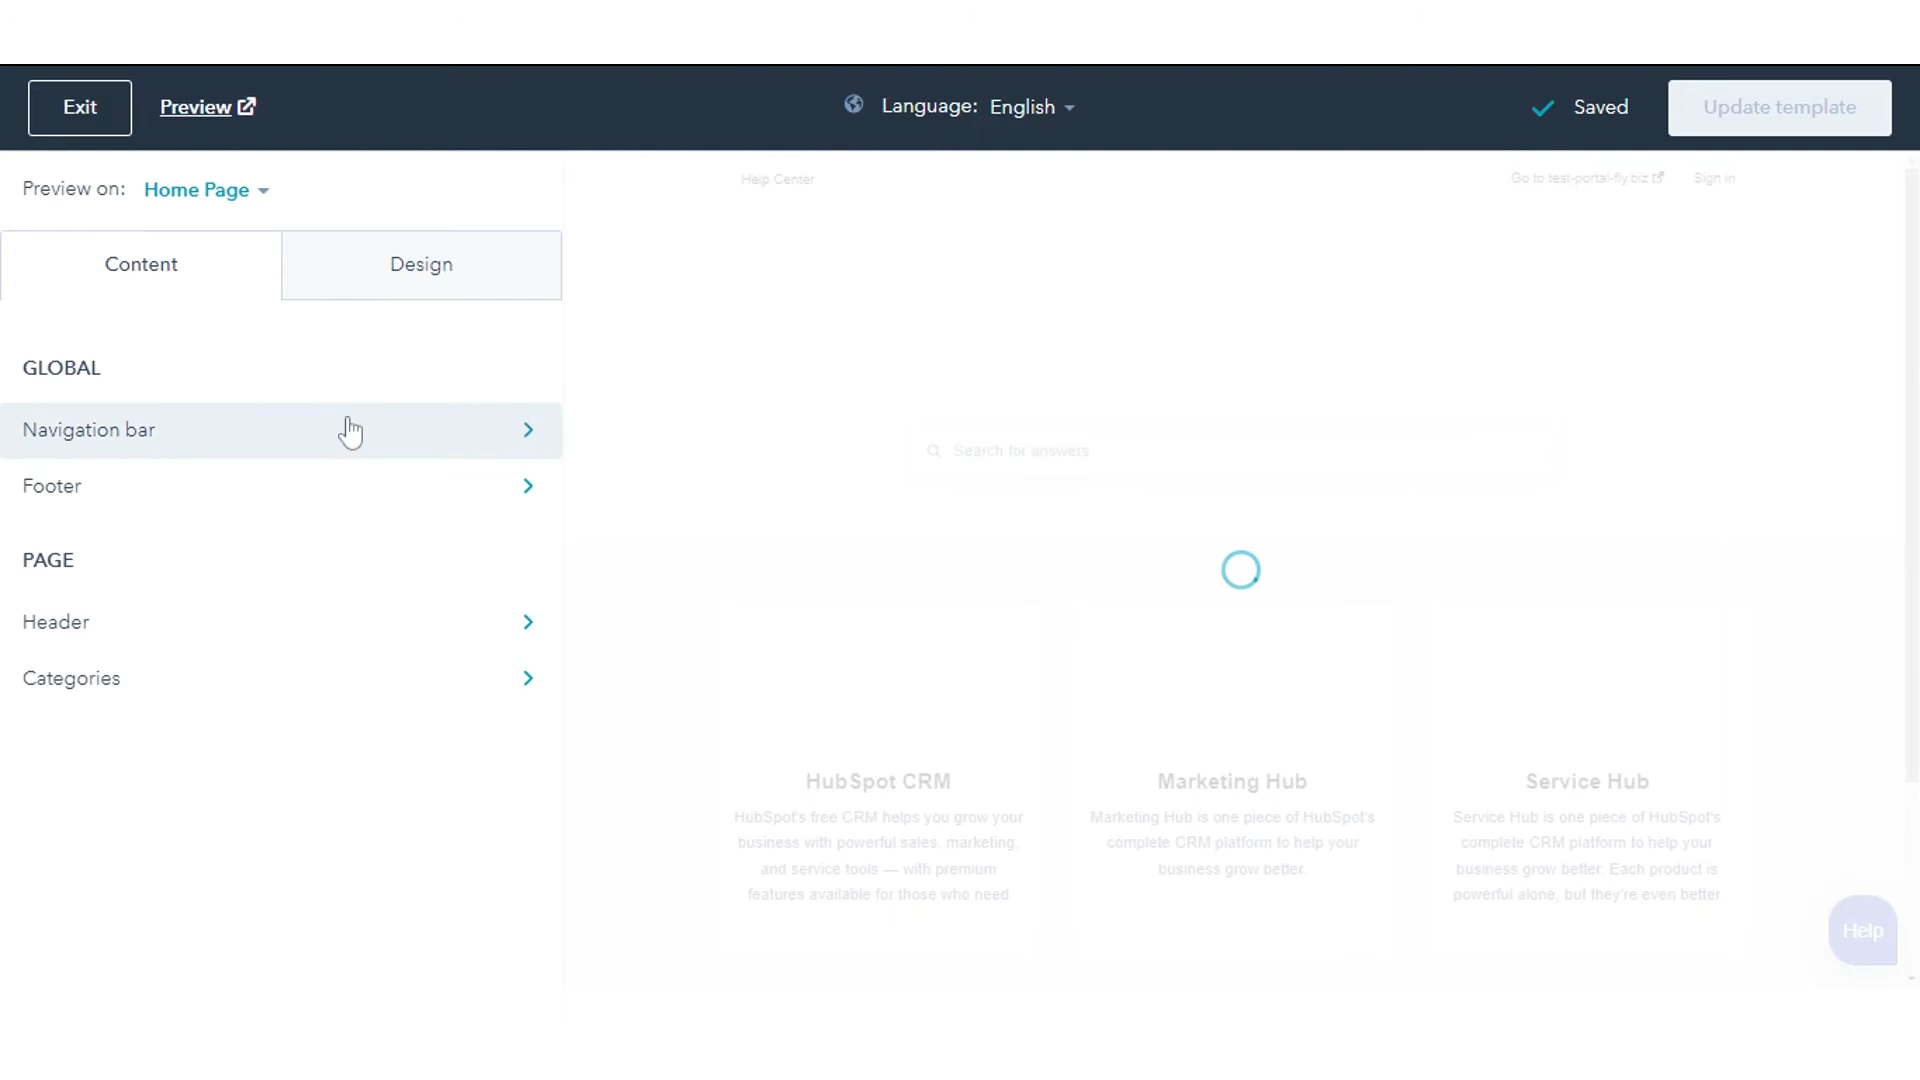 Exit
Preview
Language: English
Saved
Update template
Preview on: Home Page
Content
Design
GLOBAL
Navigation bar
Footer
PAGE
Header
Categories
Help Center
Go to test-portal-fly.biz
Sign in
Search for answers
HubSpot CRM
HubSpot's free CRM helps you grow your
business with powerful sales, marketing,
and service tools — with premium
features available for those who need
Marketing Hub
Marketing Hub is one piece of HubSpot's
complete CRM platform to help your
business grow better.
Service Hub
Service Hub is one piece of HubSpot's
complete CRM platform to help your
business grow better. Each product is
powerful alone, but they're even better
Help